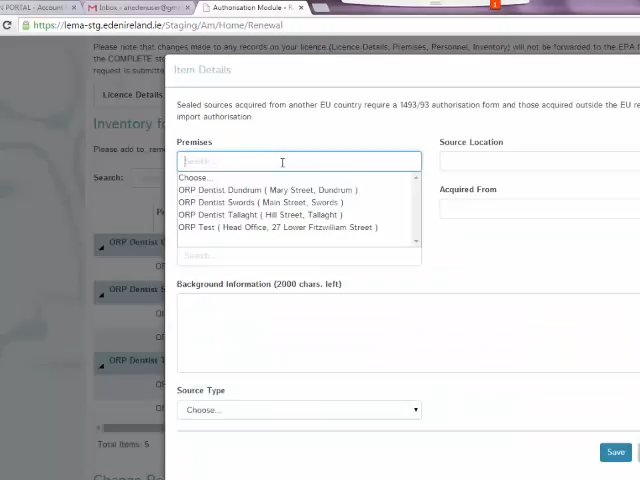 N PORTAL - Account
Inbox - anedenuser@gm
Authorisation Module - R
1
https://lema-stg.edenireland.ie/Staging/Am/Home/Renewal
Please note that changes made to any records on your licence (Licence Details, Premises, Personnel, Inventory) will not be forwarded to the EPA
the COMPLETE
request is submitte
Item Details
Licence Details
Sealed sources acquired from another EU country require a 1493/93 authorisation form and those acquired outside the EU re
import authorisation.
Inventory fo
Please add
Premises
Source Location
Search:
Search...
Choose...
ORP Dentist Dundrum ( Mary Street, Dundrum )
ORP Dentist Swords ( Main Street, Swords )
ORP Dentist Tallaght ( Hill Street, Tallaght )
ORP Test ( Head Office, 27 Lower Fitzwilliam Street )
Acquired From
ORP Dentist
Search...
ORP Dentist S
Background Information (2000 chars. left)
ORP Dentist T
Source Type
Choose...
Total Items: 5
Save